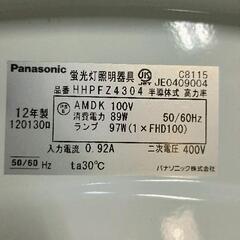 Panasonic 蛍光灯照明器具 JIS JET C8115
JE0409004
品番 HHPFZ4304 半導体式 高力率
12年製
120130
AMDK 100V
消費電力 89W 50/60Hz
ランプ 97W(1×FHD100)
50/60 Hz ta30℃ 入力電流 0.92A 二次電圧 400V
パナソニック株式会社